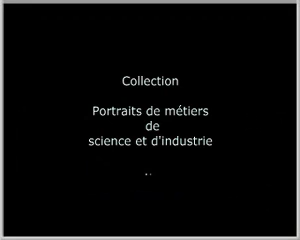 Collection
Portraits de métiers
de
science et d'industrie